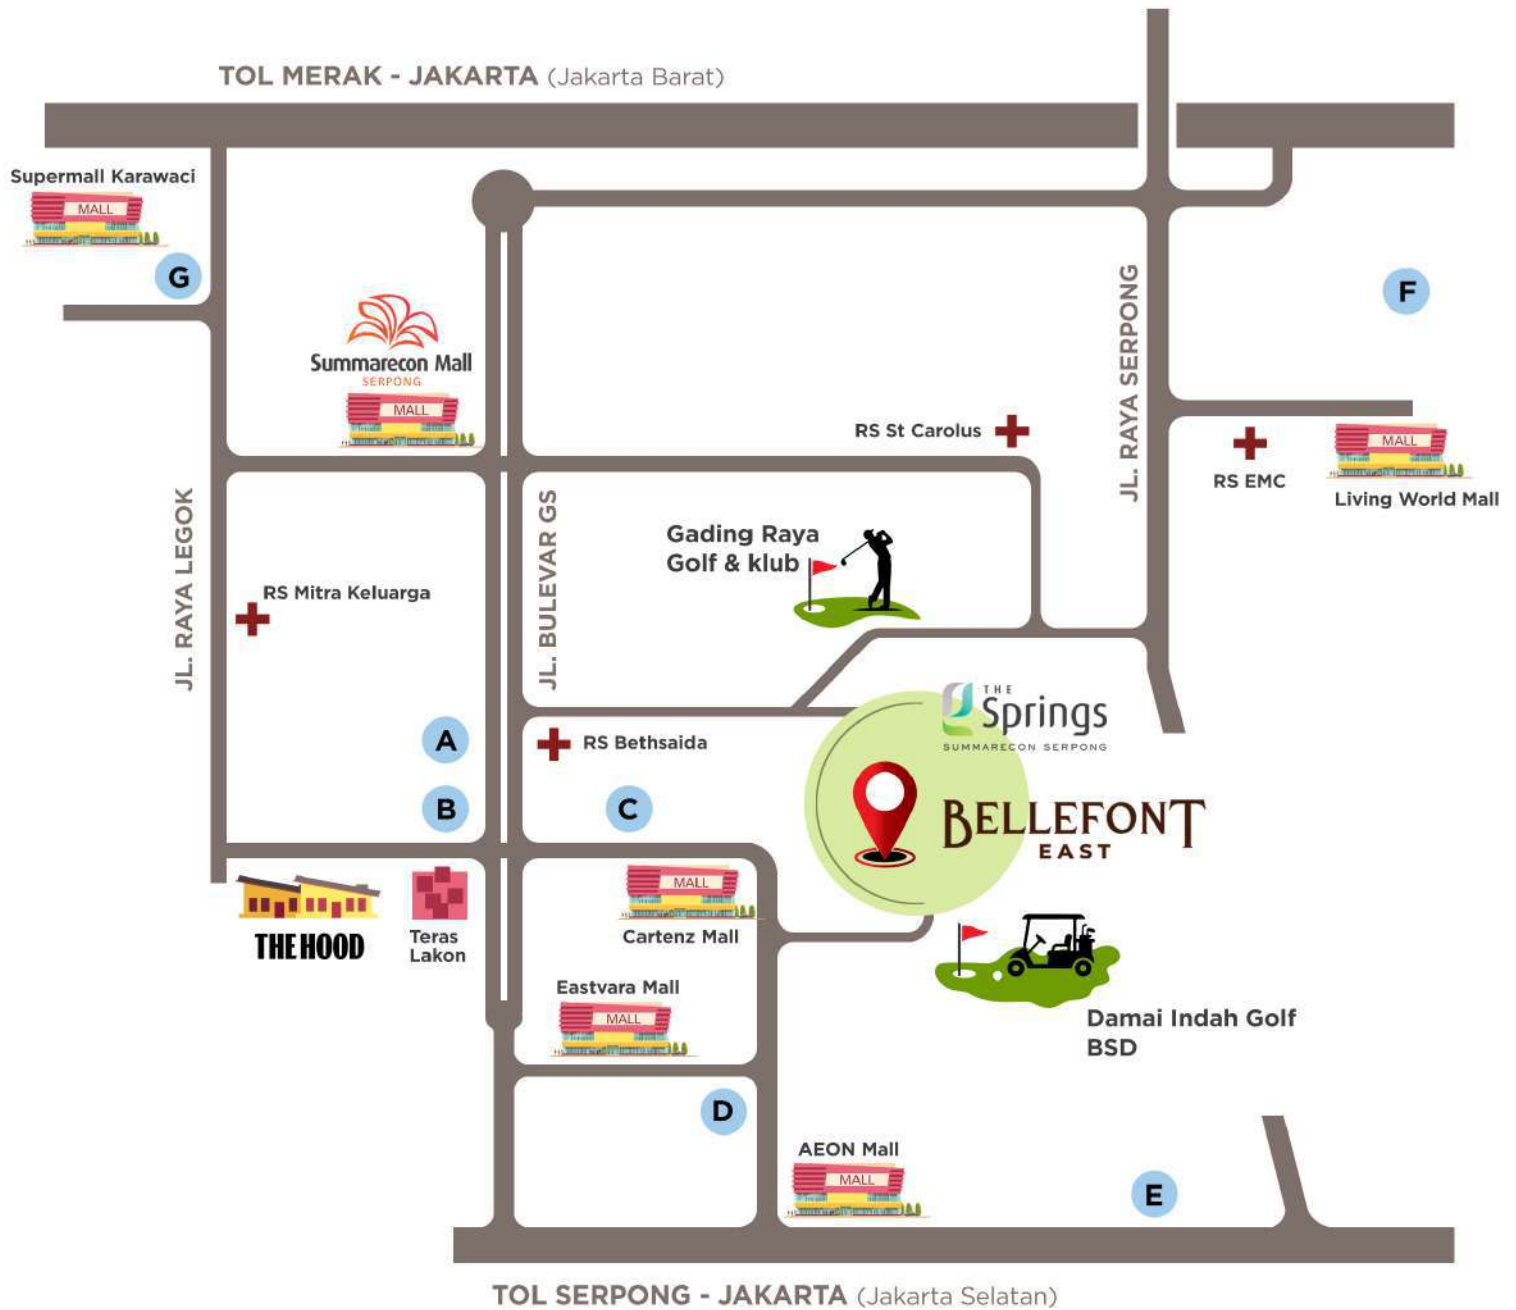 TOL MERAK - JAKARTA (Jakarta Barat)
Supermall Karawaci
MALL
G
F
Summarecon Mall
SERPONG
MALL
JL. RAYA SERPONG
RS St Carolus
MALL
RS EMC
Living World Mall
JL. RAYA LEGOK
JL. BULEVAR GS
Gading Raya
Golf & klub
RS Mitra Keluarga
THE
Springs
SUMMARECON SERPONG
A
RS Bethsaida
B
C
BELLEFONT
EAST
MALL
Cartenz Mall
THE HOOD
Teras
Lakon
Eastvara Mall
MALL
Damai Indah Golf
BSD
D
AEON Mall
MALL
E
TOL SERPONG - JAKARTA (Jakarta Selatan)